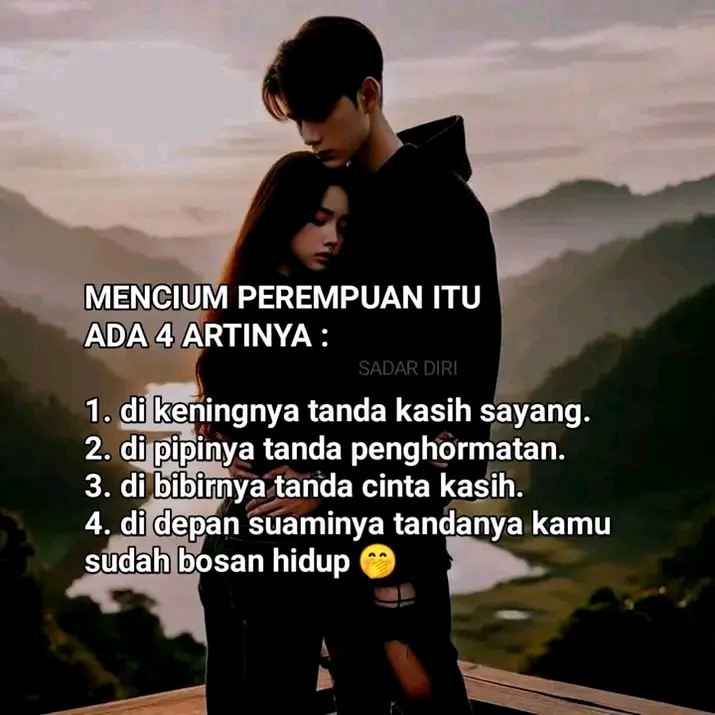 MENCIUM PEREMPUAN ITU
ADA 4 ARTINYA :
SADAR DIRI
1. di keningnya tanda kasih sayang.
2. di pipinya tanda penghormatan.
3. di bibirnya tanda cinta kasih.
4. di depan suaminya tandanya kamu
sudah bosan hidup 🤭